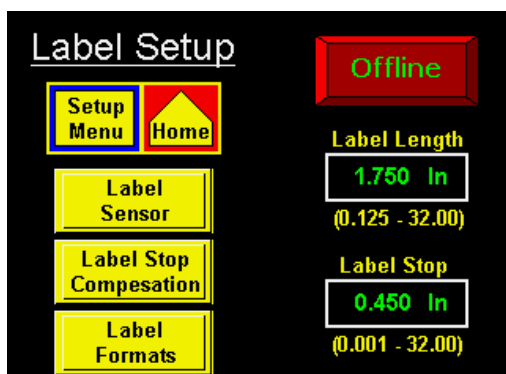 Label Setup
Offline
Setup
Menu
Home
Label Length
1.750 In
(0.125 - 32.00)
Label
Sensor
Label Stop
Compesation
Label Stop
0.450 In
(0.001 - 32.00)
Label
Formats